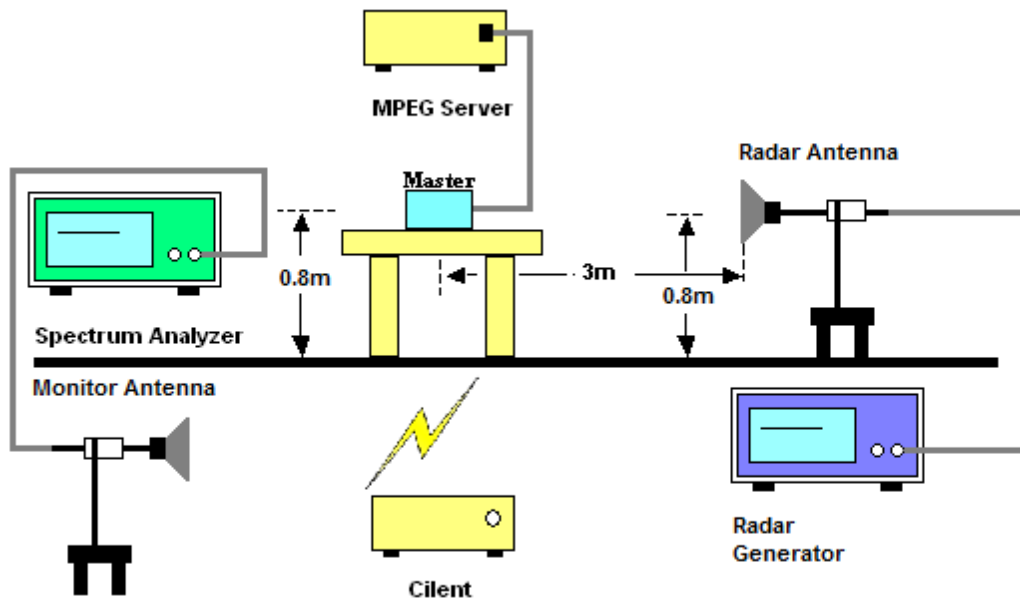 MPEG Server
Radar Antenna
Master
0.8m
3m
0.8m
Spectrum Analyzer
Monitor Antenna
Radar
Generator
Cilent